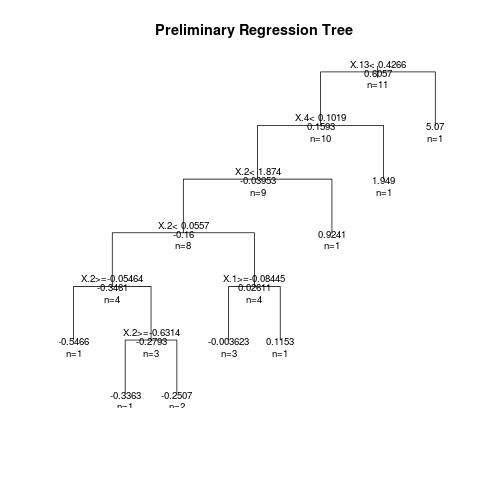 Preliminary Regression Tree
X.13< 0.4266
0.6057
n=11
X.4< 0.1019
0.1593
n=10
5.07
n=1
X.2< 1.874
-0.03953
n=9
1.949
n=1
X.2< 0.0557
-0.16
n=8
0.9241
n=1
X.2>=-0.05464
-0.3461
n=4
X.1>=-0.08445
0.02611
n=4
-0.5466
n=1
X.2>=-0.6314
-0.2793
n=3
-0.003623
n=3
0.1153
n=1
-0.3363
n=1
-0.2507
n=2